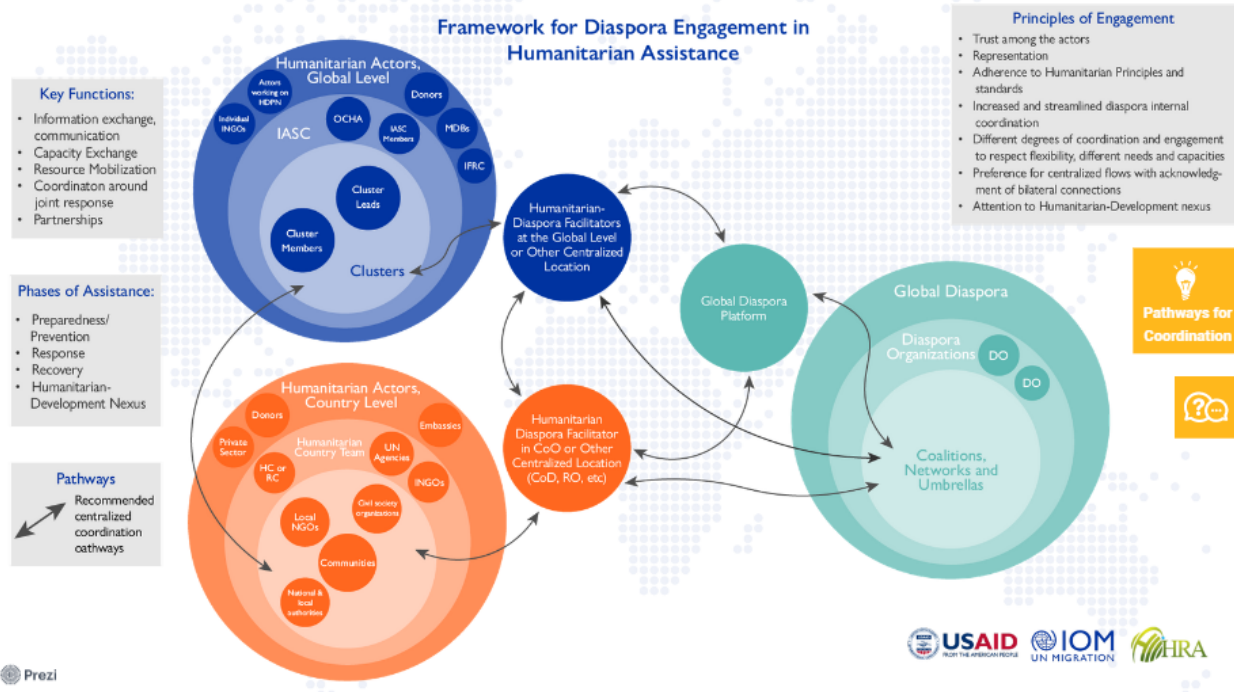 Framework for Diaspora Engagement in
Humanitarian Assistance
Key Functions:
• Information exchange,
communication
• Capacity Exchange
• Resource Mobilization
• Coordinaton around
joint response
• Partnerships
Phases of Assistance:
• Preparedness/
Prevention
• Response
• Recovery
• Humanitarian-
Development Nexus
Pathways
Recommended
centralized
coordination
pathways
Humanitarian Actors,
Global Level
Actors
working on
HDPN
Individual
INGOs
Donors
MDBs
IFRC
IASC
OCHA
IASC
Members
Cluster
Leads
Cluster
Members
Clusters
Humanitarian Actors,
Country Level
Donors
Private
Sector
Embassies
Humanitarian
Country Team
HC or
RC
UN
Agencies
INGOs
Local
NGOs
Civil society
organizations
Communities
National &
local
authorities
Humanitarian-
Diaspora Facilitators
at the Global Level
or Other Centralized
Location
Humanitarian
Diaspora Facilitator
in CoO or Other
Centralized Location
(CoD, RO, etc)
Global Diaspora
Platform
Global Diaspora
Diaspora
Organizations
DO
DO
Coalitions,
Networks and
Umbrellas
Principles of Engagement
• Trust among the actors
• Representation
• Adherence to Humanitarian Principles and
standards
• Increased and streamlined diaspora internal
coordination
• Different degrees of coordination and engagement
to respect flexibility, different needs and capacities
• Preference for centralized flows with acknowledg-
ment of bilateral connections
• Attention to Humanitarian-Development nexus
Pathways for
Coordination
USAID
FROM THE AMERICAN PEOPLE
IOM
UN MIGRATION
HRA
Prezi